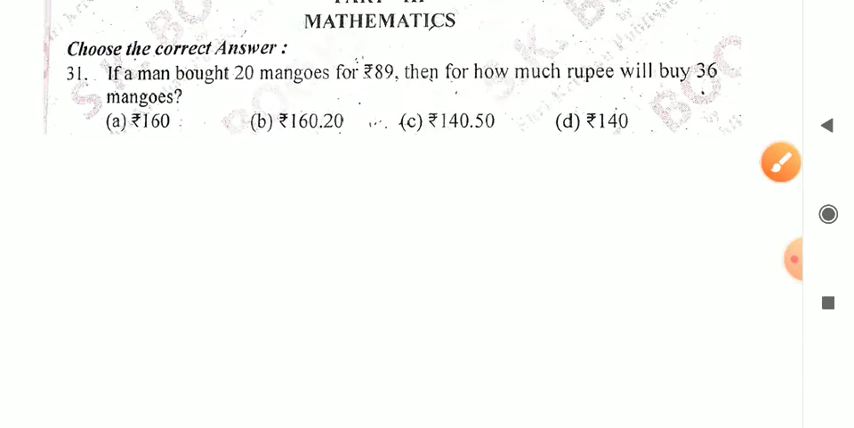 MATHEMATICS
Choose the correct Answer :
31. If a man bought 20 mangoes for ₹89, then for how much rupee will buy 36
mangoes?
(a) ₹160 (b) ₹160.20 (c) ₹140.50 (d) ₹140